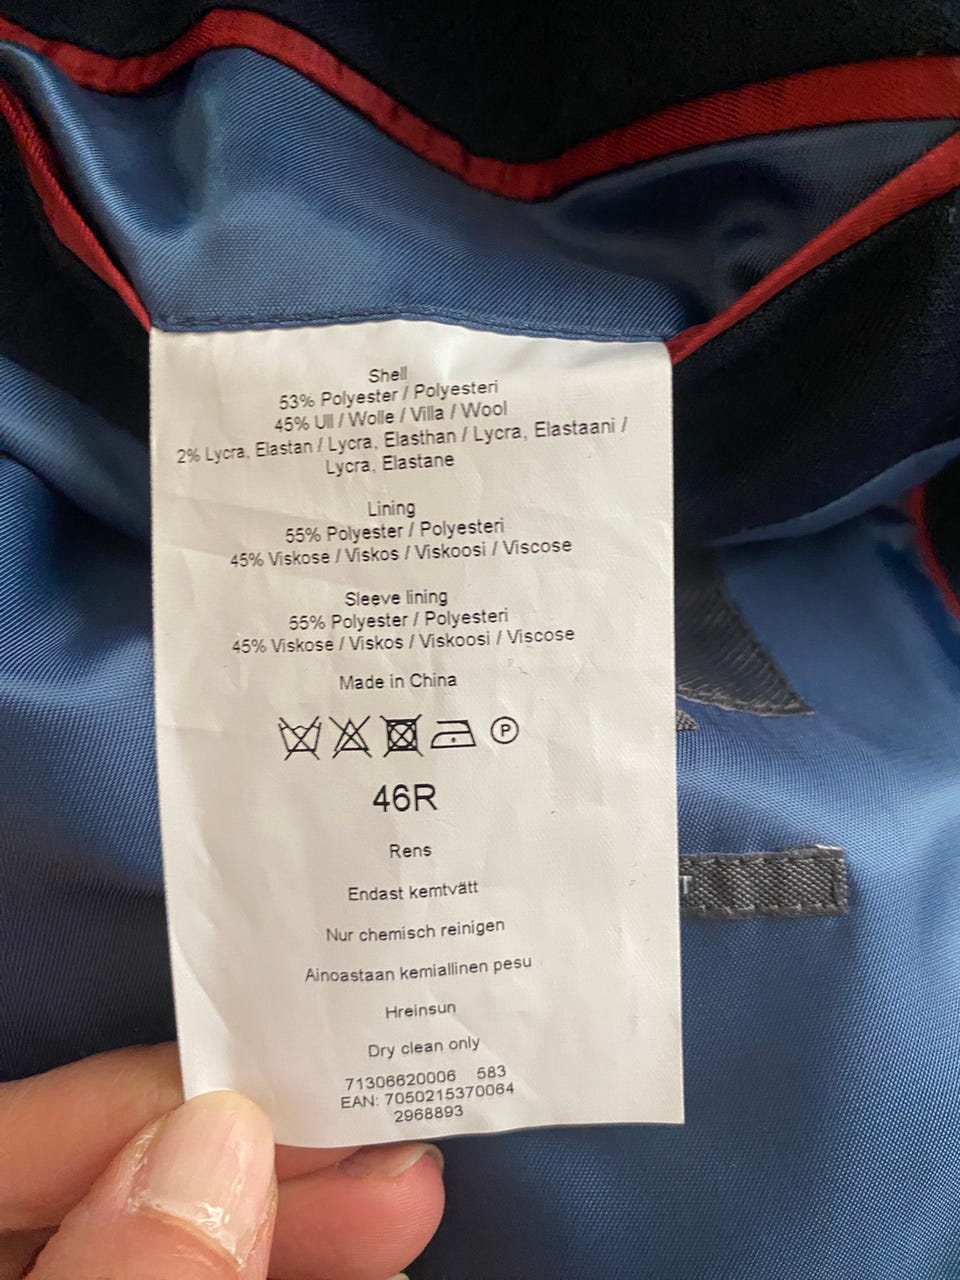 Shell
53% Polyester / Polyesteri
45% Ull / Wolle / Villa / Wool
2% Lycra, Elastan / Lycra, Elasthan / Lycra, Elastaani /
Lycra, Elastane
Lining
55% Polyester / Polyesteri
45% Viskose / Viskos / Viskoosi / Viscose
Sleeve lining
55% Polyester / Polyesteri
45% Viskose / Viskos / Viskoosi / Viscose
Made in China
P
46R
Rens
Endast kemtvätt
Nur chemisch reinigen
Ainoastaan kemiallinen pesu
Hreinsun
Dry clean only
71306620006 583
EAN: 7050215370064
2968893
T